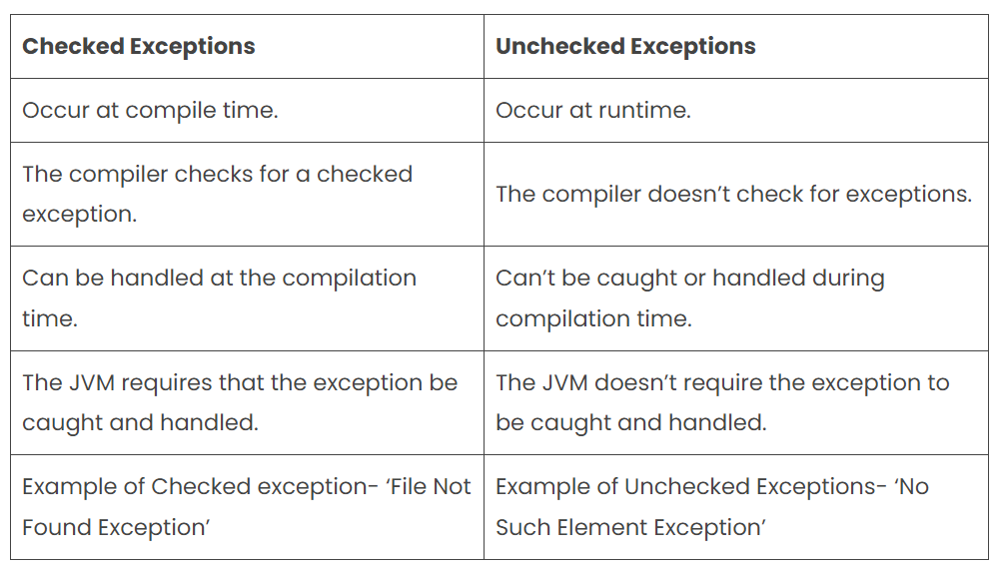 Checked Exceptions
Unchecked Exceptions
Occur at compile time.
Occur at runtime.
The compiler checks for a checked
exception.
The compiler doesn’t check for exceptions.
Can be handled at the compilation
time.
Can’t be caught or handled during
compilation time.
The JVM requires that the exception be
caught and handled.
The JVM doesn’t require the exception to
be caught and handled.
Example of Checked exception- ‘File Not
Found Exception’
Example of Unchecked Exceptions- ‘No
Such Element Exception’